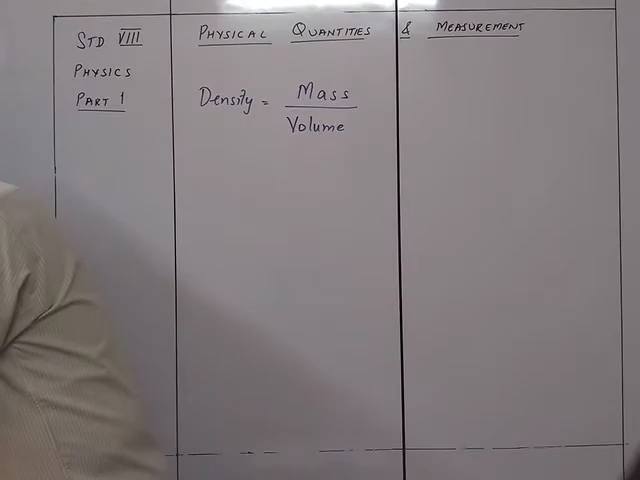 STD VIII
PHYSICS
PART 1
PHYSICAL QUANTITIES & MEASUREMENT
Density = Mass
Volume